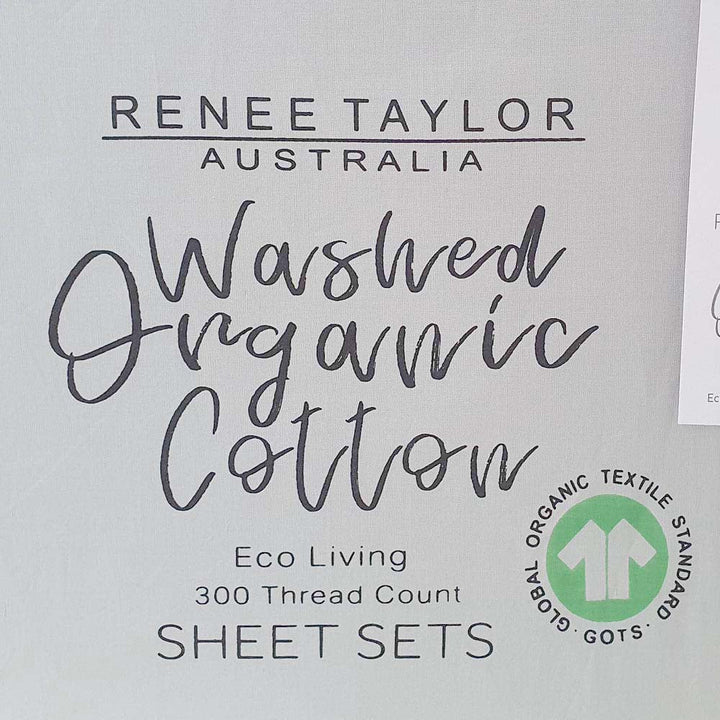 RENEE TAYLOR
AUSTRALIA
Washed
Organic
Cotton
Eco Living
300 Thread Count
SHEET SETS
GLOBAL ORGANIC TEXTILE STANDARD
· GOTS ·